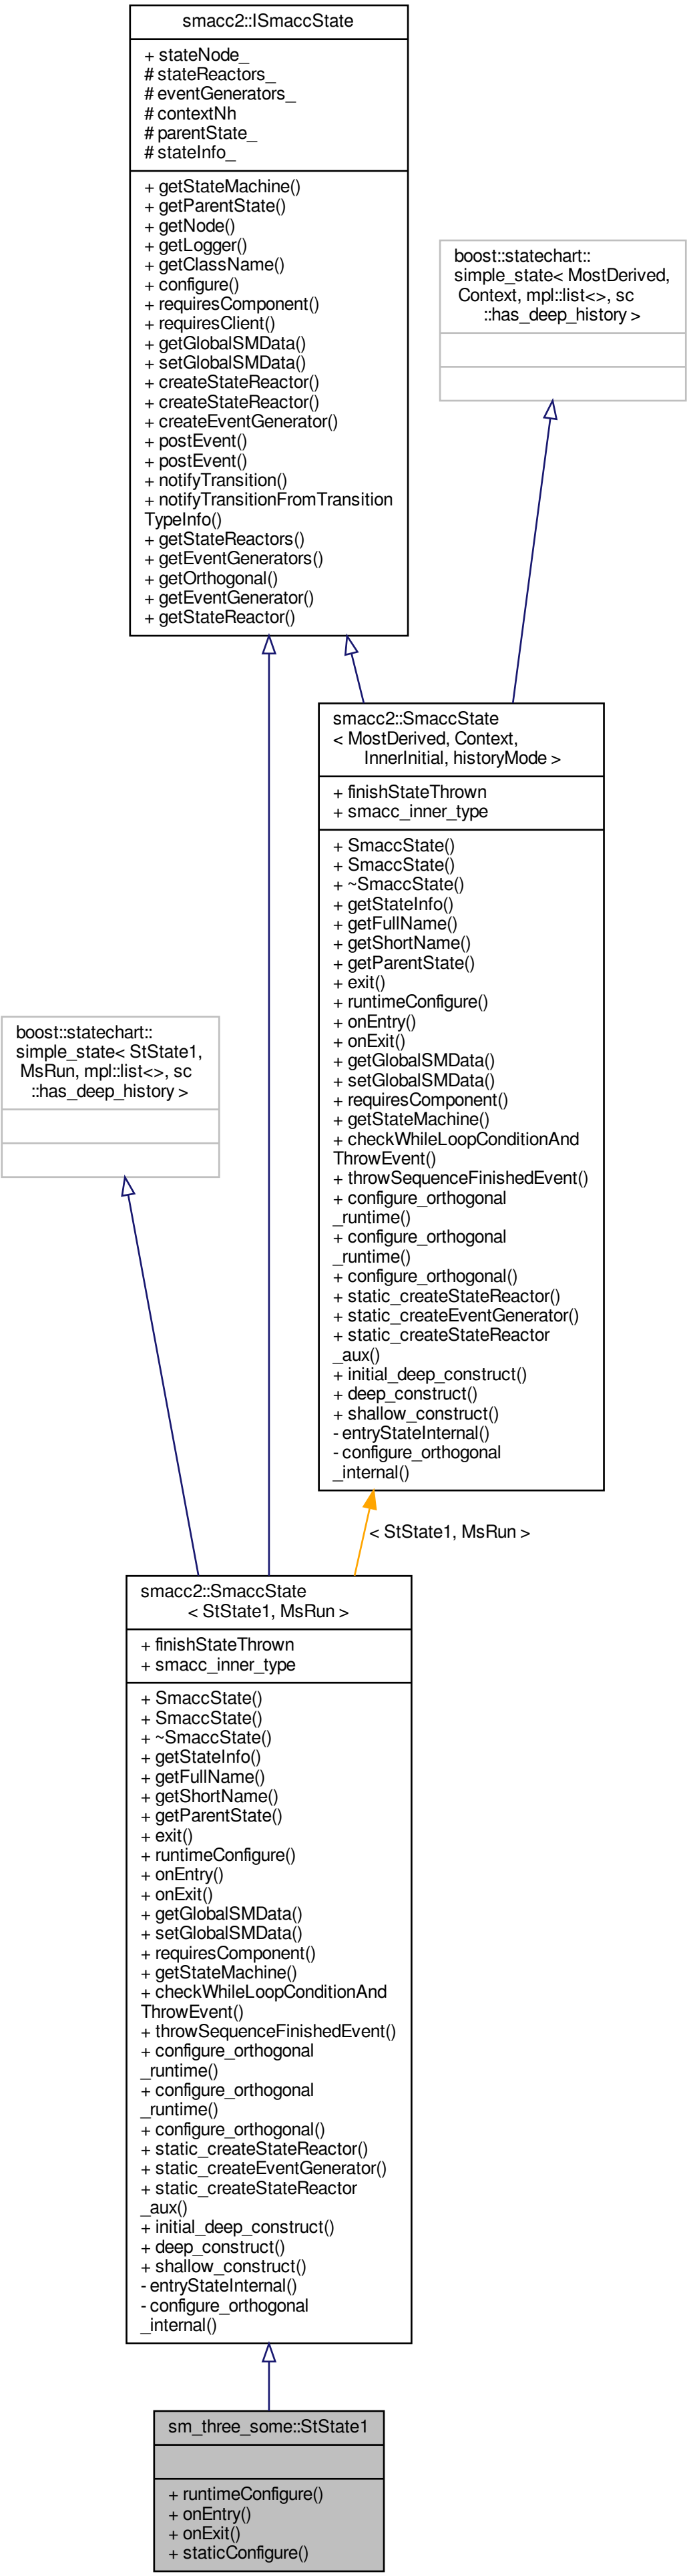 smacc2::ISmaccState
+ stateNode_
# stateReactors_
# eventGenerators_
# contextNh
# parentState_
# stateInfo_
+ getStateMachine()
+ getParentState()
+ getNode()
+ getLogger()
+ getClassName()
+ configure()
+ requiresComponent()
+ requiresClient()
+ getGlobalSMData()
+ setGlobalSMData()
+ createStateReactor()
+ createStateReactor()
+ createEventGenerator()
+ postEvent()
+ postEvent()
+ notifyTransition()
+ notifyTransitionFromTransition
TypeInfo()
+ getStateReactors()
+ getEventGenerators()
+ getOrthogonal()
+ getEventGenerator()
+ getStateReactor()
boost::statechart::
simple_state< MostDerived,
Context, mpl::list<>, sc
::has_deep_history >
smacc2::SmaccState
< MostDerived, Context,
InnerInitial, historyMode >
+ finishStateThrown
+ smacc_inner_type
+ SmaccState()
+ SmaccState()
+ ~SmaccState()
+ getStateInfo()
+ getFullName()
+ getShortName()
+ getParentState()
+ exit()
+ runtimeConfigure()
+ onEntry()
+ onExit()
+ getGlobalSMData()
+ setGlobalSMData()
+ requiresComponent()
+ getStateMachine()
+ checkWhileLoopConditionAnd
ThrowEvent()
+ throwSequenceFinishedEvent()
+ configure_orthogonal
_runtime()
+ configure_orthogonal
_runtime()
+ configure_orthogonal()
+ static_createStateReactor()
+ static_createEventGenerator()
+ static_createStateReactor
_aux()
+ initial_deep_construct()
+ deep_construct()
+ shallow_construct()
- entryStateInternal()
- configure_orthogonal
_internal()
boost::statechart::
simple_state< StState1,
MsRun, mpl::list<>, sc
::has_deep_history >
< StState1, MsRun >
smacc2::SmaccState
< StState1, MsRun >
+ finishStateThrown
+ smacc_inner_type
+ SmaccState()
+ SmaccState()
+ ~SmaccState()
+ getStateInfo()
+ getFullName()
+ getShortName()
+ getParentState()
+ exit()
+ runtimeConfigure()
+ onEntry()
+ onExit()
+ getGlobalSMData()
+ setGlobalSMData()
+ requiresComponent()
+ getStateMachine()
+ checkWhileLoopConditionAnd
ThrowEvent()
+ throwSequenceFinishedEvent()
+ configure_orthogonal
_runtime()
+ configure_orthogonal
_runtime()
+ configure_orthogonal()
+ static_createStateReactor()
+ static_createEventGenerator()
+ static_createStateReactor
_aux()
+ initial_deep_construct()
+ deep_construct()
+ shallow_construct()
- entryStateInternal()
- configure_orthogonal
_internal()
sm_three_some::StState1
+ runtimeConfigure()
+ onEntry()
+ onExit()
+ staticConfigure()